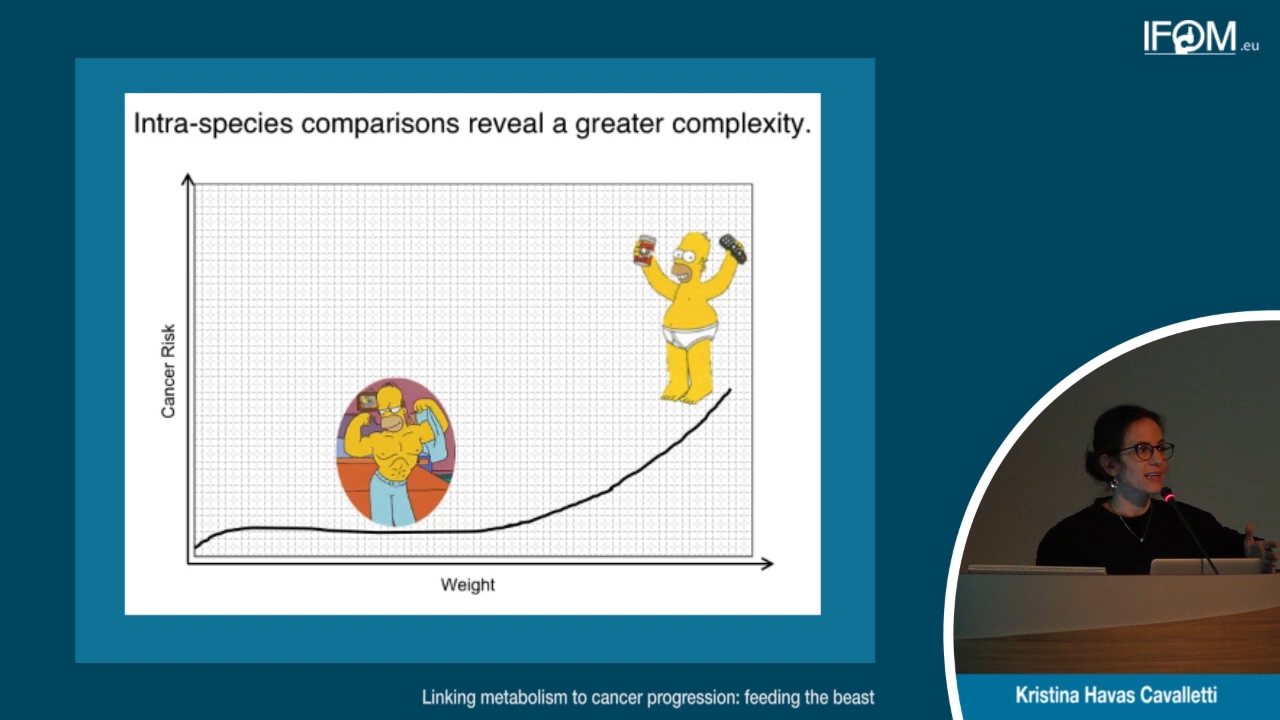 IFOM.eu
Intra-species comparisons reveal a greater complexity.
Cancer Risk
Weight
Linking metabolism to cancer progression: feeding the beast
Kristina Havas Cavalletti